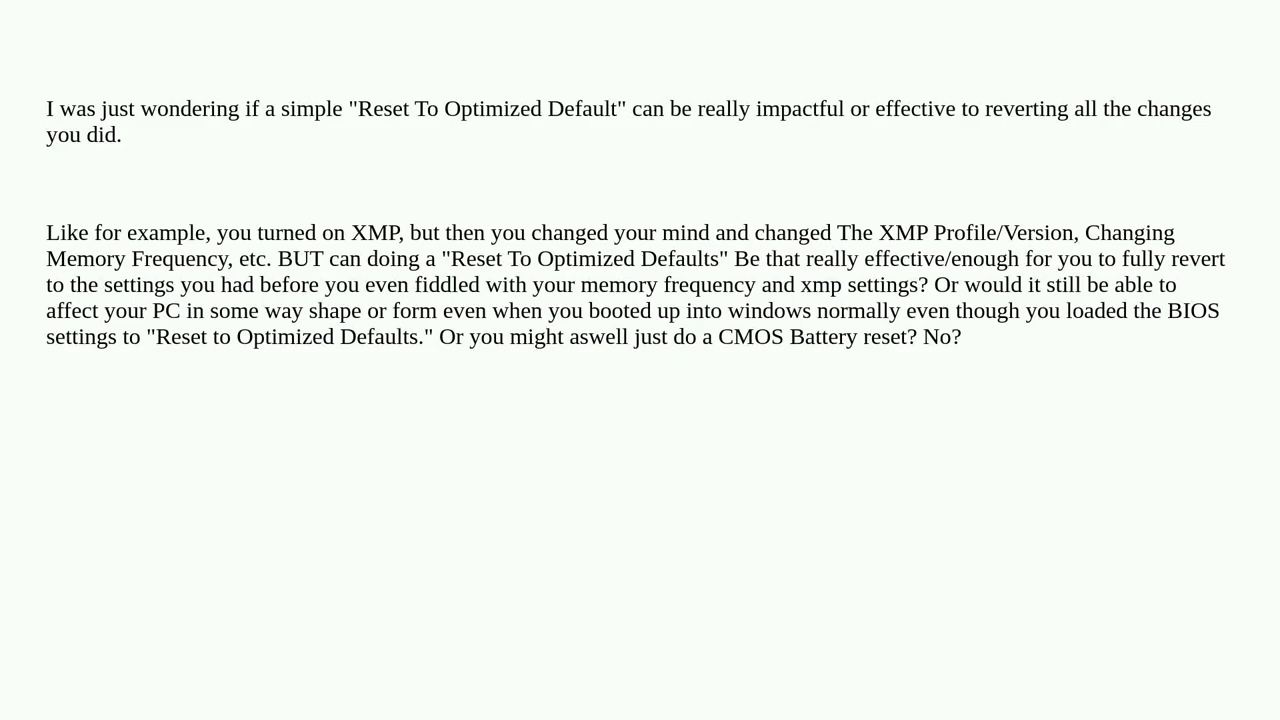 I was just wondering if a simple "Reset To Optimized Default" can be really impactful or effective to reverting all the changes
you did.
Like for example, you turned on XMP, but then you changed your mind and changed The XMP Profile/Version, Changing
Memory Frequency, etc. BUT can doing a "Reset To Optimized Defaults" Be that really effective/enough for you to fully revert
to the settings you had before you even fiddled with your memory frequency and xmp settings? Or would it still be able to
affect your PC in some way shape or form even when you booted up into windows normally even though you loaded the BIOS
settings to "Reset to Optimized Defaults." Or you might aswell just do a CMOS Battery reset? No?